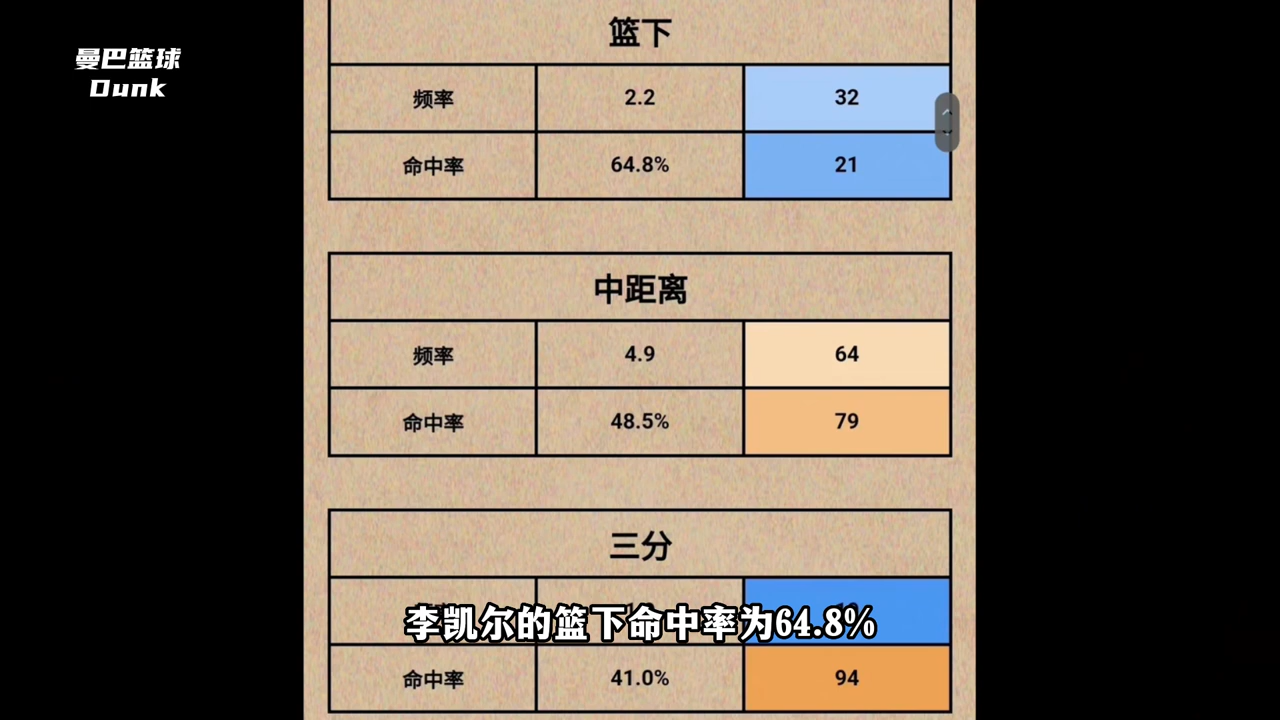 曼巴篮球
Dunk
篮下
频率 2.2 32
命中率 64.8% 21
中距离
频率 4.9 64
命中率 48.5% 79
三分
李凯尔的篮下命中率为64.8%
命中率 41.0% 94